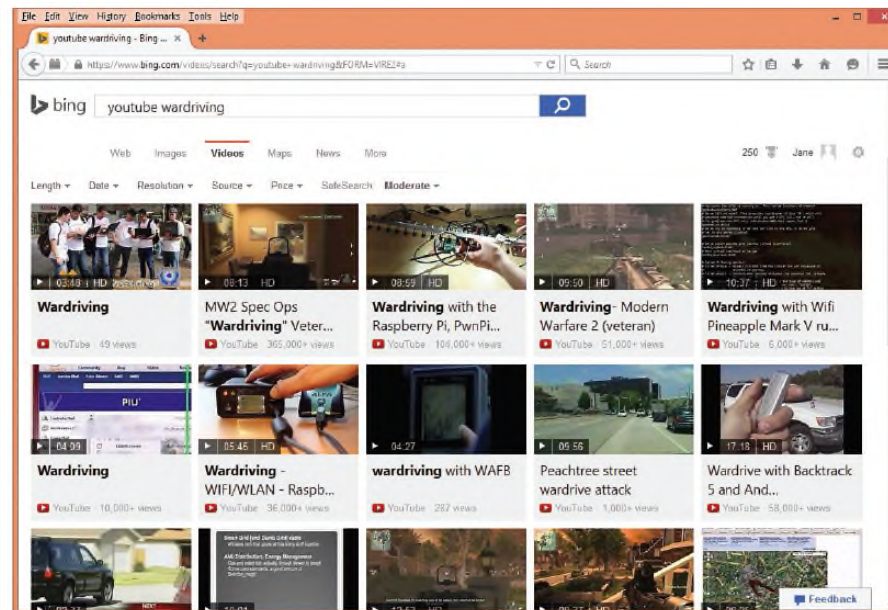 File Edit View History Bookmarks Tools Help
youtube wardriving - Bing ... × +
https://www.bing.com/videos/search?q=youtube+wardriving&FORM=VIRE2#a
Search
bing youtube wardriving
Web Images Videos Maps News More
250 Jane
Length Date Resolution Source Price SafeSearch Moderate
03:48 HD
08:13 HD
08:59 HD
09:50 HD
10:37 HD
Wardriving
YouTube 49 views
MW2 Spec Ops
"Wardriving" Veter...
YouTube 365,000+ views
Wardriving with the
Raspberry Pi, PwnPi...
YouTube 104,000+ views
Wardriving- Modern
Warfare 2 (veteran)
YouTube 51,000+ views
Wardriving with Wifi
Pineapple Mark V ru...
YouTube 6,000+ views
PIU'
04:09
05:45 HD
04:27
09:56
17:18 HD
Wardriving
YouTube 10,000+ views
Wardriving -
WIFI/WLAN - Raspb...
YouTube 36,000+ views
wardriving with WAFB
YouTube 287 views
Peachtree street
wardrive attack
YouTube 1,000+ views
Wardrive with Backtrack
5 and And...
YouTube 58,000+ views
NEXT
Feedback